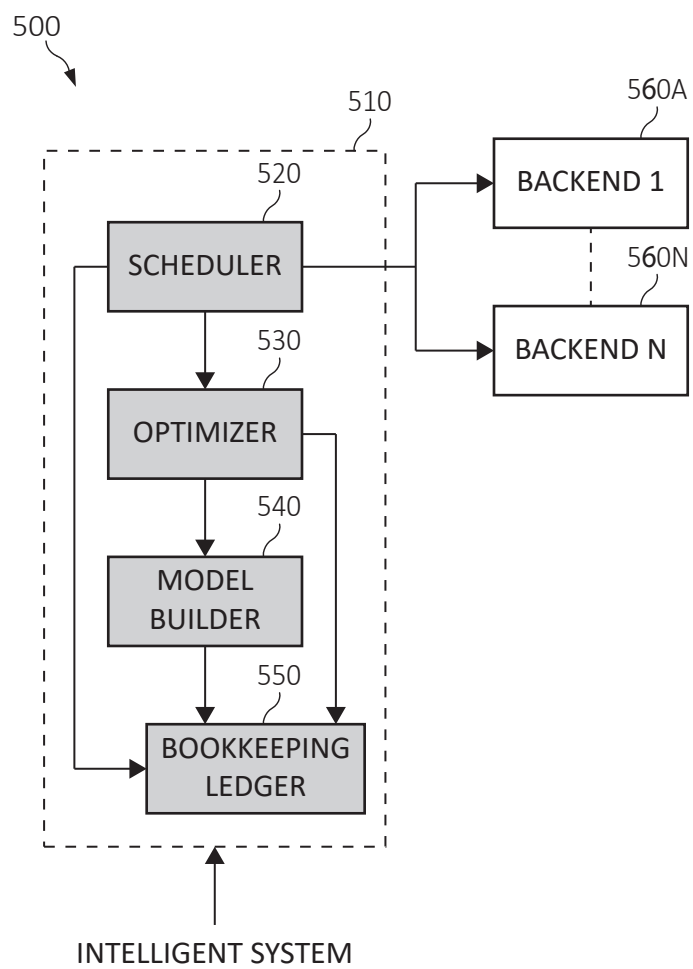 500
510
560A
BACKEND 1
520
SCHEDULER
560N
BACKEND N
530
OPTIMIZER
540
MODEL
BUILDER
550
BOOKKEEPING
LEDGER
INTELLIGENT SYSTEM